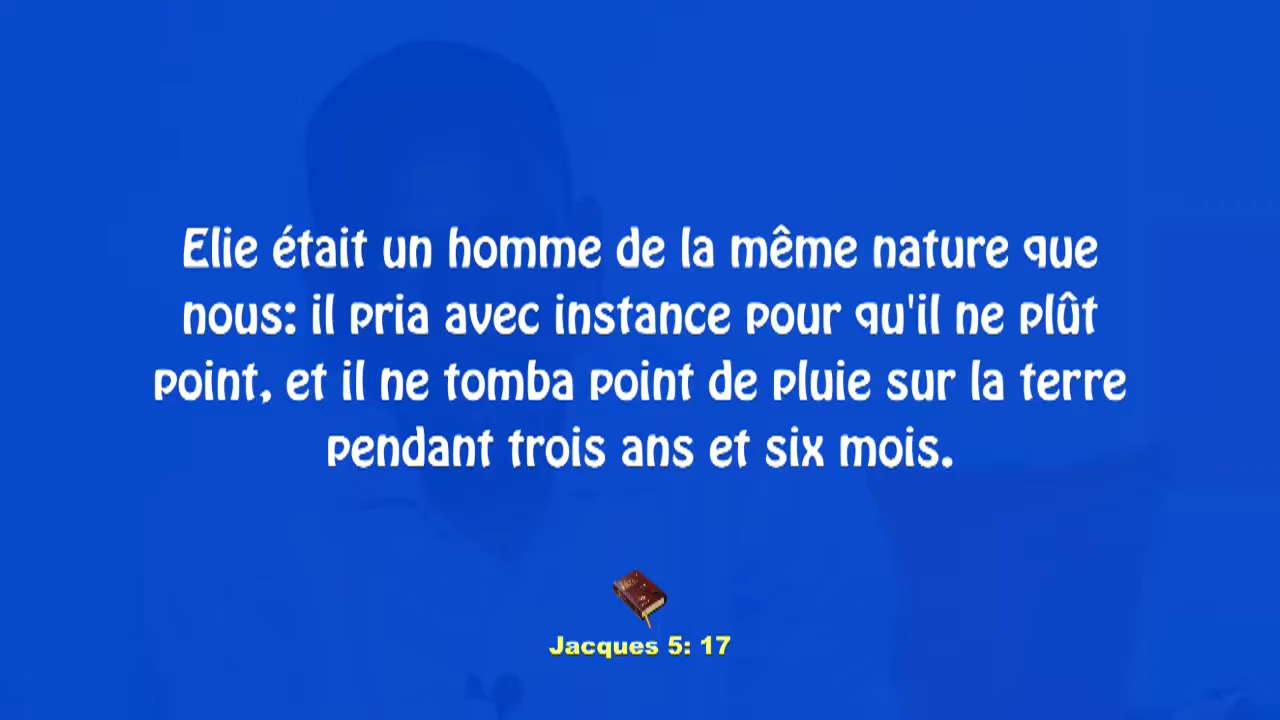 Elie était un homme de la même nature que
nous: il pria avec instance pour qu'il ne plût
point, et il ne tomba point de pluie sur la terre
pendant trois ans et six mois.
Jacques 5: 17